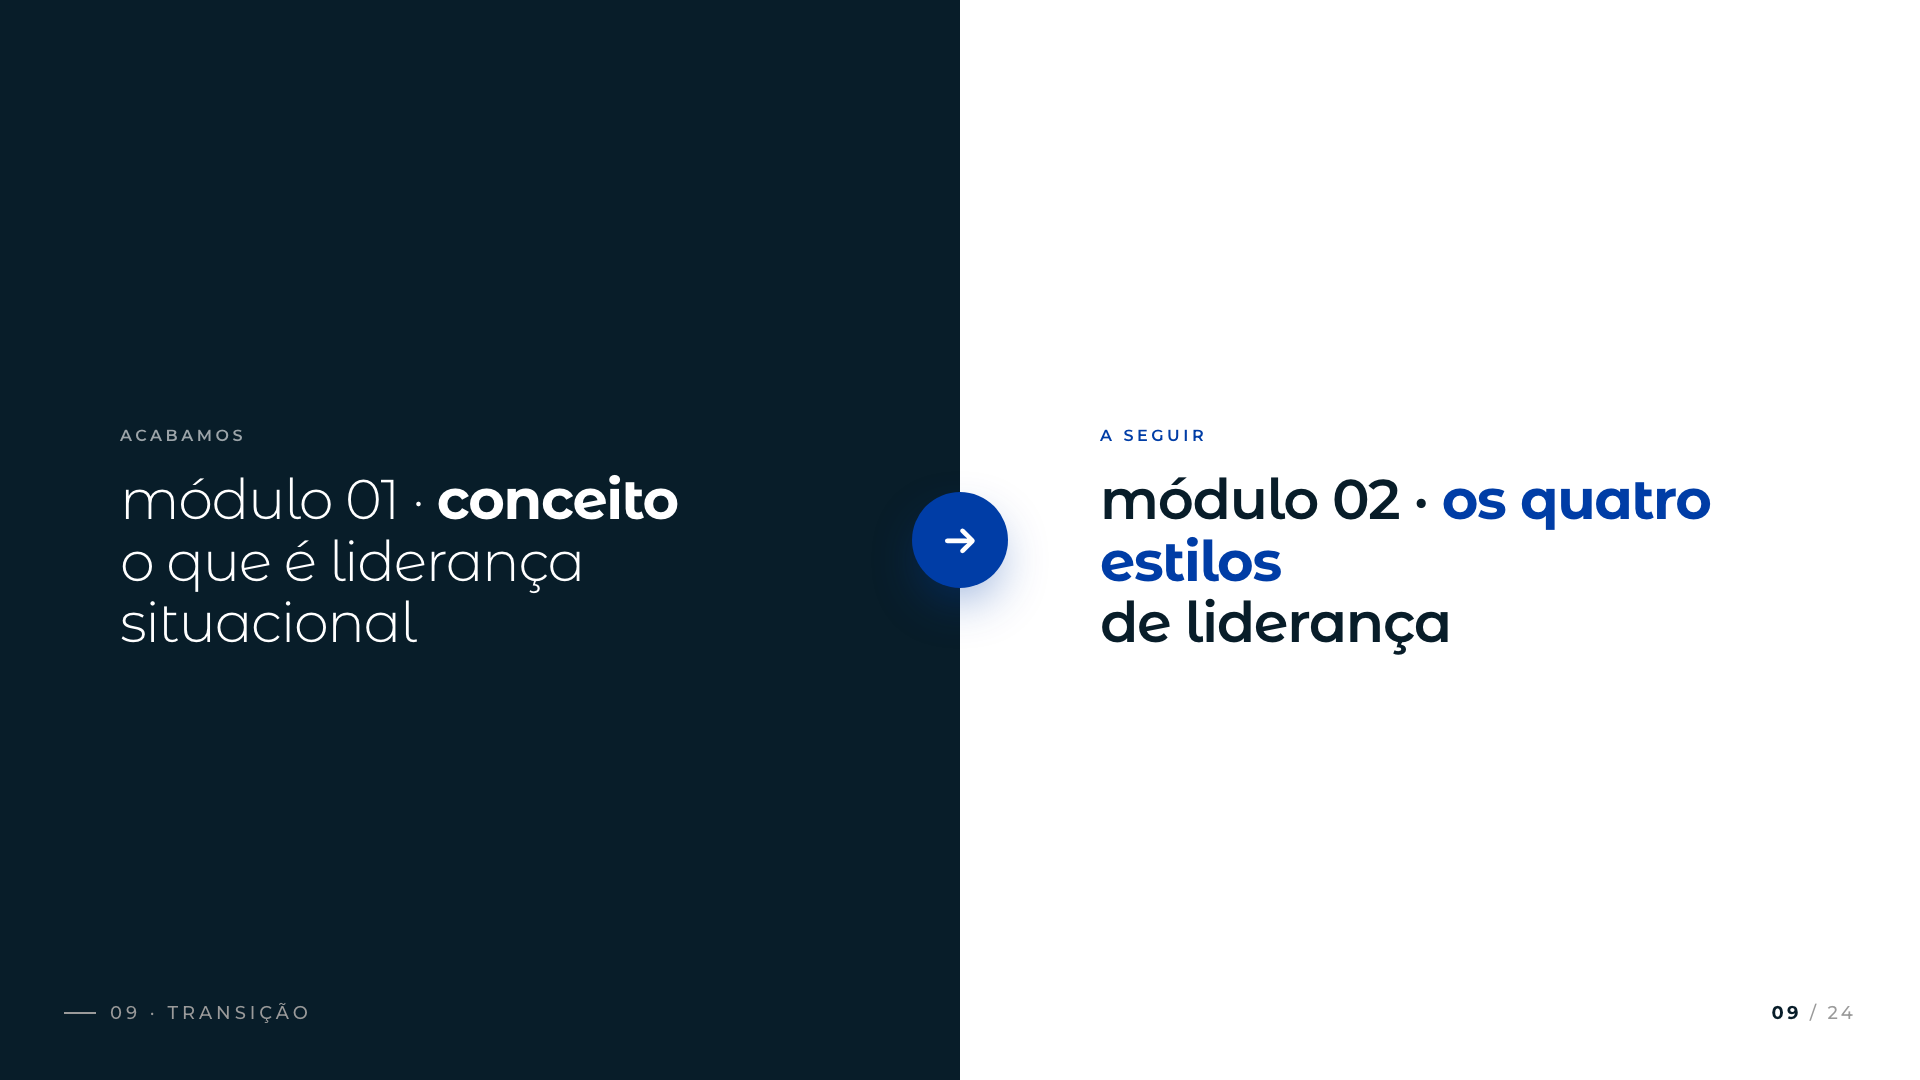 ACABAMOS
módulo 01 · conceito
o que é liderança
situacional
A SEGUIR
módulo 02 · os quatro
estilos
de liderança
09 · TRANSIÇÃO
09 / 24